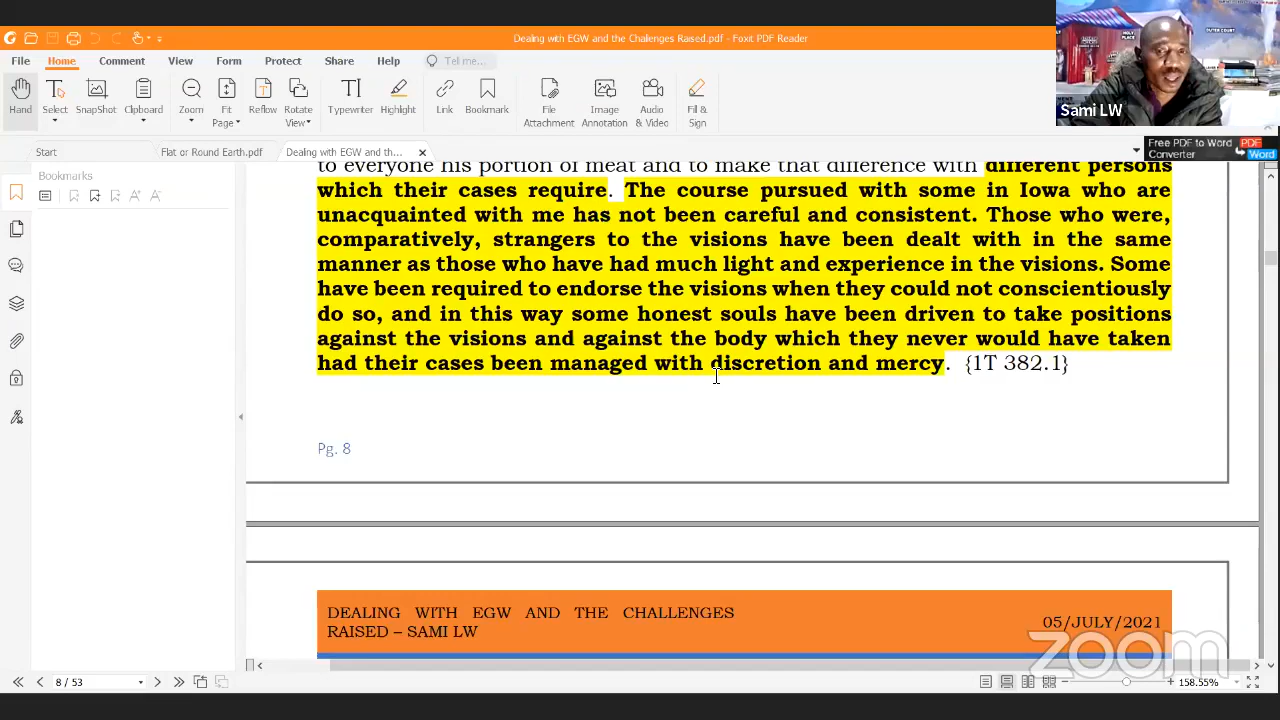 Dealing with EGW and the Challenges Rased.pdf - Foxit PDF Reader
File Home Comment View Form Protect Share Help Tell me...
Hand Select SnapShot Clipboard Zoom Fit Page Reflow Rotate View Typewriter Highlight Link Bookmark File Attachment Image Annotation Audio & Video Fill & Sign
HOLY PLACE
OUTER COURT
Sami LW
Start Flat or Round Earth.pdf Dealing with EGW and th...
Free PDF to Word Converter PDF Word
Bookmarks
to everyone his portion of meat and to make that difference with different persons
which their cases require. The course pursued with some in Iowa who are
unacquainted with me has not been careful and consistent. Those who were,
comparatively, strangers to the visions have been dealt with in the same
manner as those who have had much light and experience in the visions. Some
have been required to endorse the visions when they could not conscientiously
do so, and in this way some honest souls have been driven to take positions
against the visions and against the body which they never would have taken
had their cases been managed with discretion and mercy. {1T 382.1}
Pg. 8
DEALING WITH EGW AND THE CHALLENGES
RAISED – SAMI LW
05/JULY/2021
zoom
8 / 53
158.55%